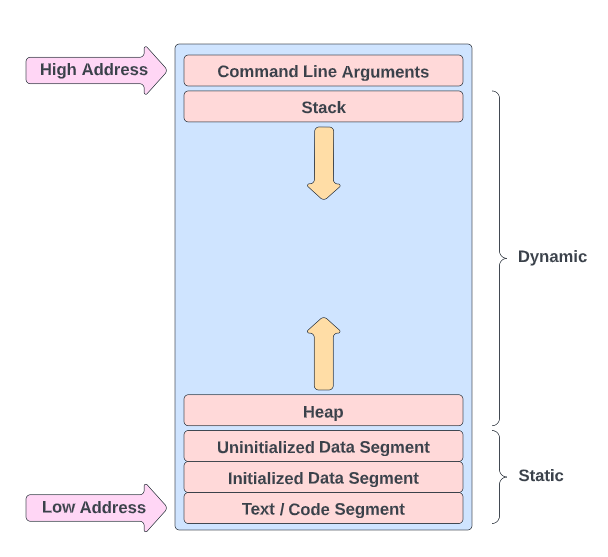 High Address
Command Line Arguments
Stack
Dynamic
Heap
Uninitialized Data Segment
Initialized Data Segment
Static
Low Address
Text / Code Segment